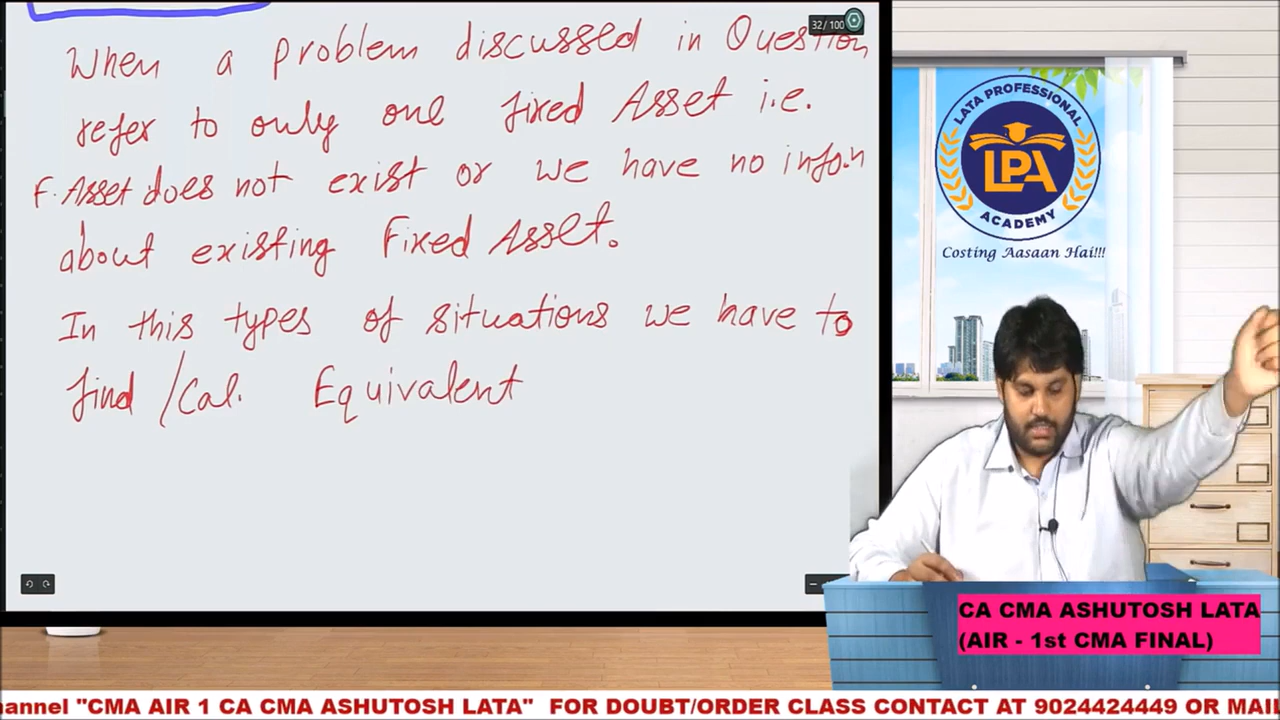 32/100
When a problem discussed in Question
refer to only one fixed Asset i.e.
F. Asset does not exist or we have no infon
about existing Fixed Asset.
In this types of situations we have to
find /Cal. Equivalent
LATA PROFESSIONAL
LPA
ACADEMY
Costing Aasaan Hai!!!
CA CMA ASHUTOSH LATA
(AIR - 1st CMA FINAL)
hannel "CMA AIR 1 CA CMA ASHUTOSH LATA" FOR DOUBT/ORDER CLASS CONTACT AT 9024424449 OR MAIL